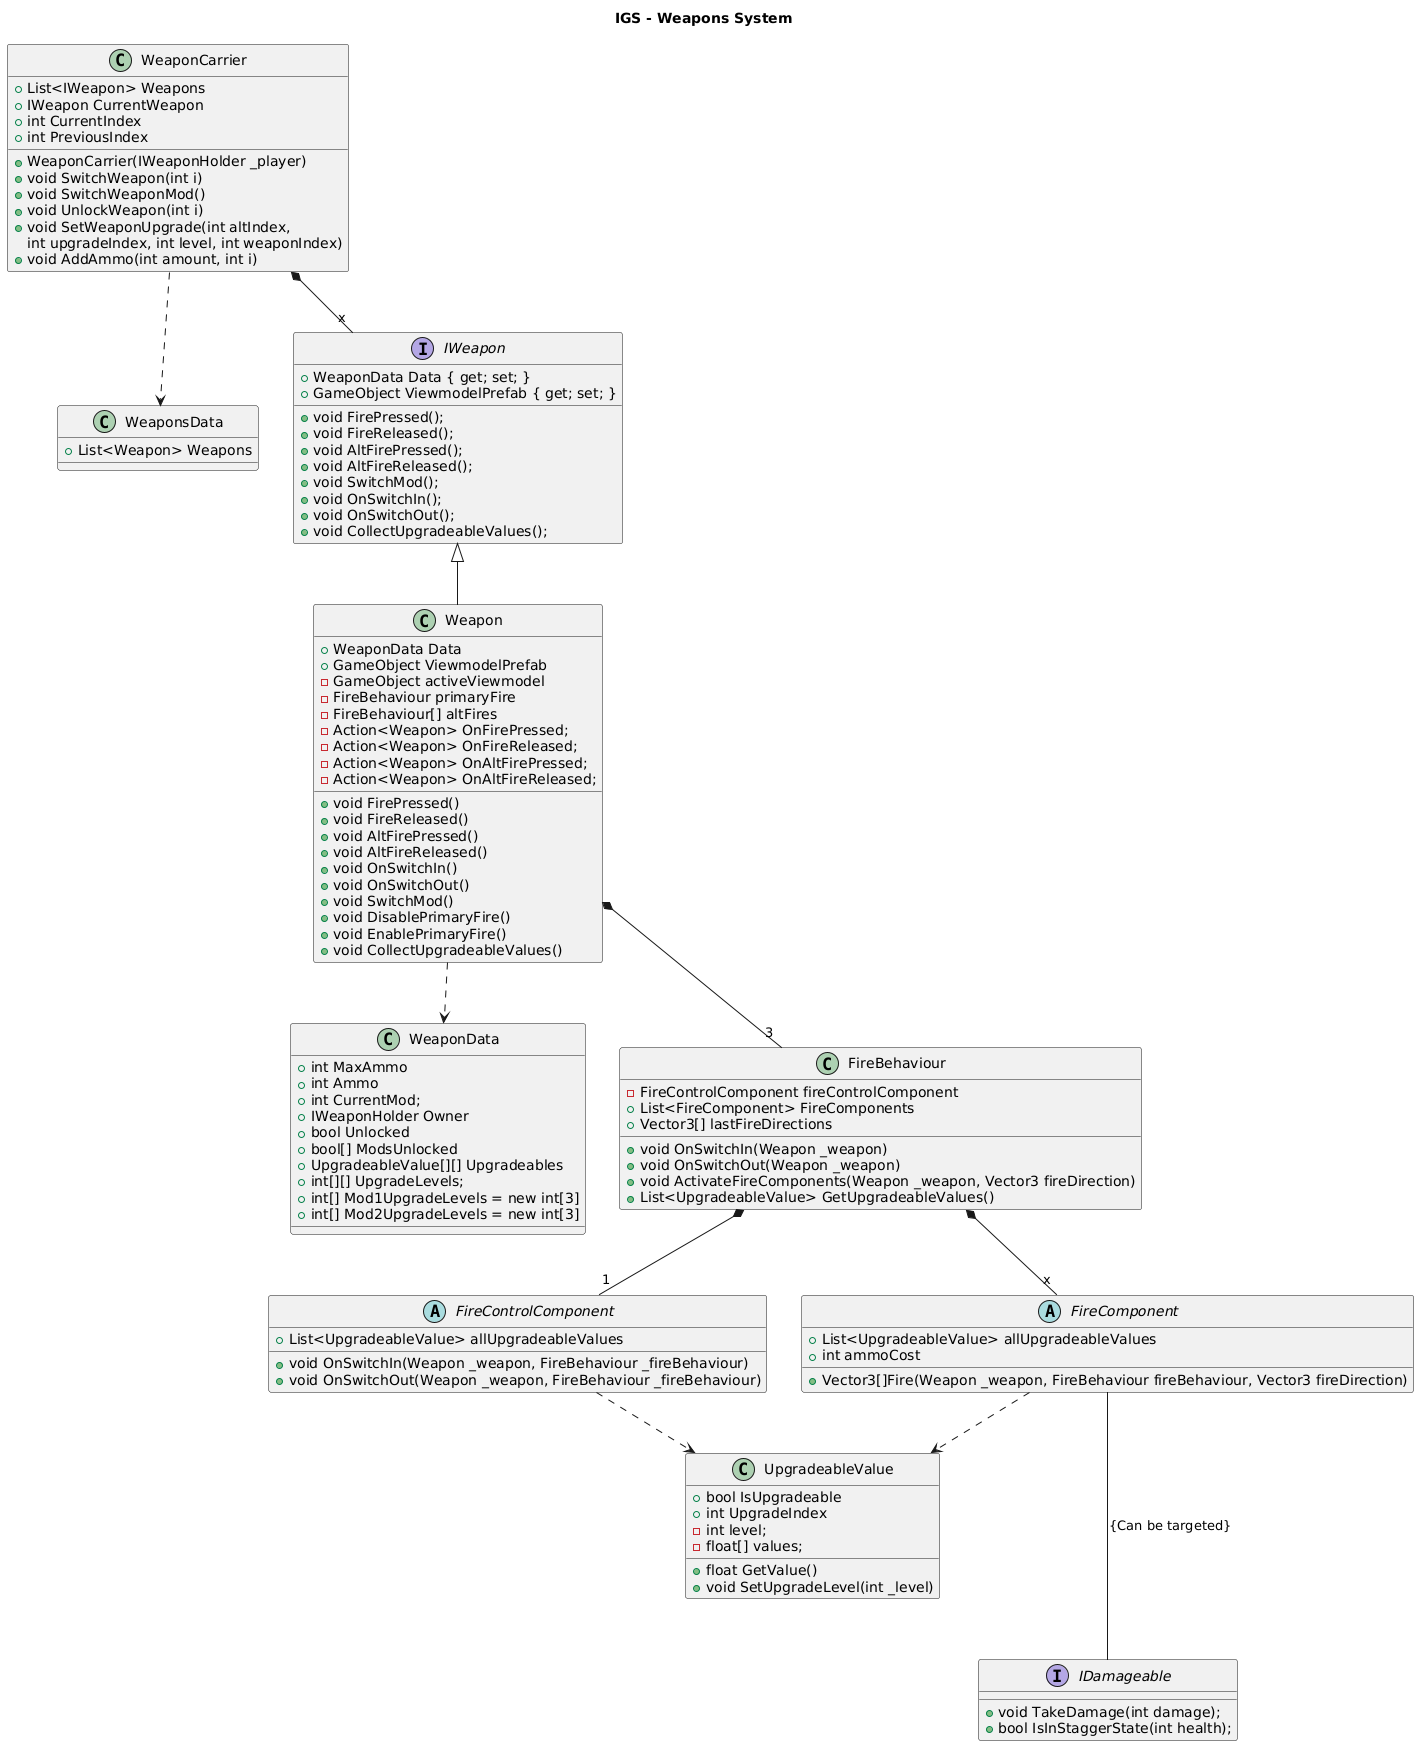 IGS - Weapons System
C WeaponCarrier
List<IWeapon> Weapons
IWeapon CurrentWeapon
int CurrentIndex
int PreviousIndex
WeaponCarrier(IWeaponHolder _player)
void SwitchWeapon(int i)
void SwitchWeaponMod()
void UnlockWeapon(int i)
void SetWeaponUpgrade(int altIndex,
int upgradeIndex, int level, int weaponIndex)
void AddAmmo(int amount, int i)
x
C WeaponsData
List<Weapon> Weapons
I IWeapon
WeaponData Data { get; set; }
GameObject ViewmodelPrefab { get; set; }
void FirePressed();
void FireReleased();
void AltFirePressed();
void AltFireReleased();
void SwitchMod();
void OnSwitchIn();
void OnSwitchOut();
void CollectUpgradeableValues();
C Weapon
WeaponData Data
GameObject ViewmodelPrefab
GameObject activeViewmodel
FireBehaviour primaryFire
FireBehaviour[] altFires
Action<Weapon> OnFirePressed;
Action<Weapon> OnFireReleased;
Action<Weapon> OnAltFirePressed;
Action<Weapon> OnAltFireReleased;
void FirePressed()
void FireReleased()
void AltFirePressed()
void AltFireReleased()
void OnSwitchIn()
void OnSwitchOut()
void SwitchMod()
void DisablePrimaryFire()
void EnablePrimaryFire()
void CollectUpgradeableValues()
3
C WeaponData
int MaxAmmo
int Ammo
int CurrentMod;
IWeaponHolder Owner
bool Unlocked
bool[] ModsUnlocked
UpgradeableValue[][] Upgradeables
int[][] UpgradeLevels;
int[] Mod1UpgradeLevels = new int[3]
int[] Mod2UpgradeLevels = new int[3]
C FireBehaviour
FireControlComponent fireControlComponent
List<FireComponent> FireComponents
Vector3[] lastFireDirections
void OnSwitchIn(Weapon _weapon)
void OnSwitchOut(Weapon _weapon)
void ActivateFireComponents(Weapon _weapon, Vector3 fireDirection)
List<UpgradeableValue> GetUpgradeableValues()
1
x
A FireControlComponent
List<UpgradeableValue> allUpgradeableValues
void OnSwitchIn(Weapon _weapon, FireBehaviour _fireBehaviour)
void OnSwitchOut(Weapon _weapon, FireBehaviour _fireBehaviour)
A FireComponent
List<UpgradeableValue> allUpgradeableValues
int ammoCost
Vector3[]Fire(Weapon _weapon, FireBehaviour fireBehaviour, Vector3 fireDirection)
C UpgradeableValue
bool IsUpgradeable
int UpgradeIndex
int level;
float[] values;
float GetValue()
void SetUpgradeLevel(int _level)
{Can be targeted}
I IDamageable
void TakeDamage(int damage);
bool IsInStaggerState(int health);